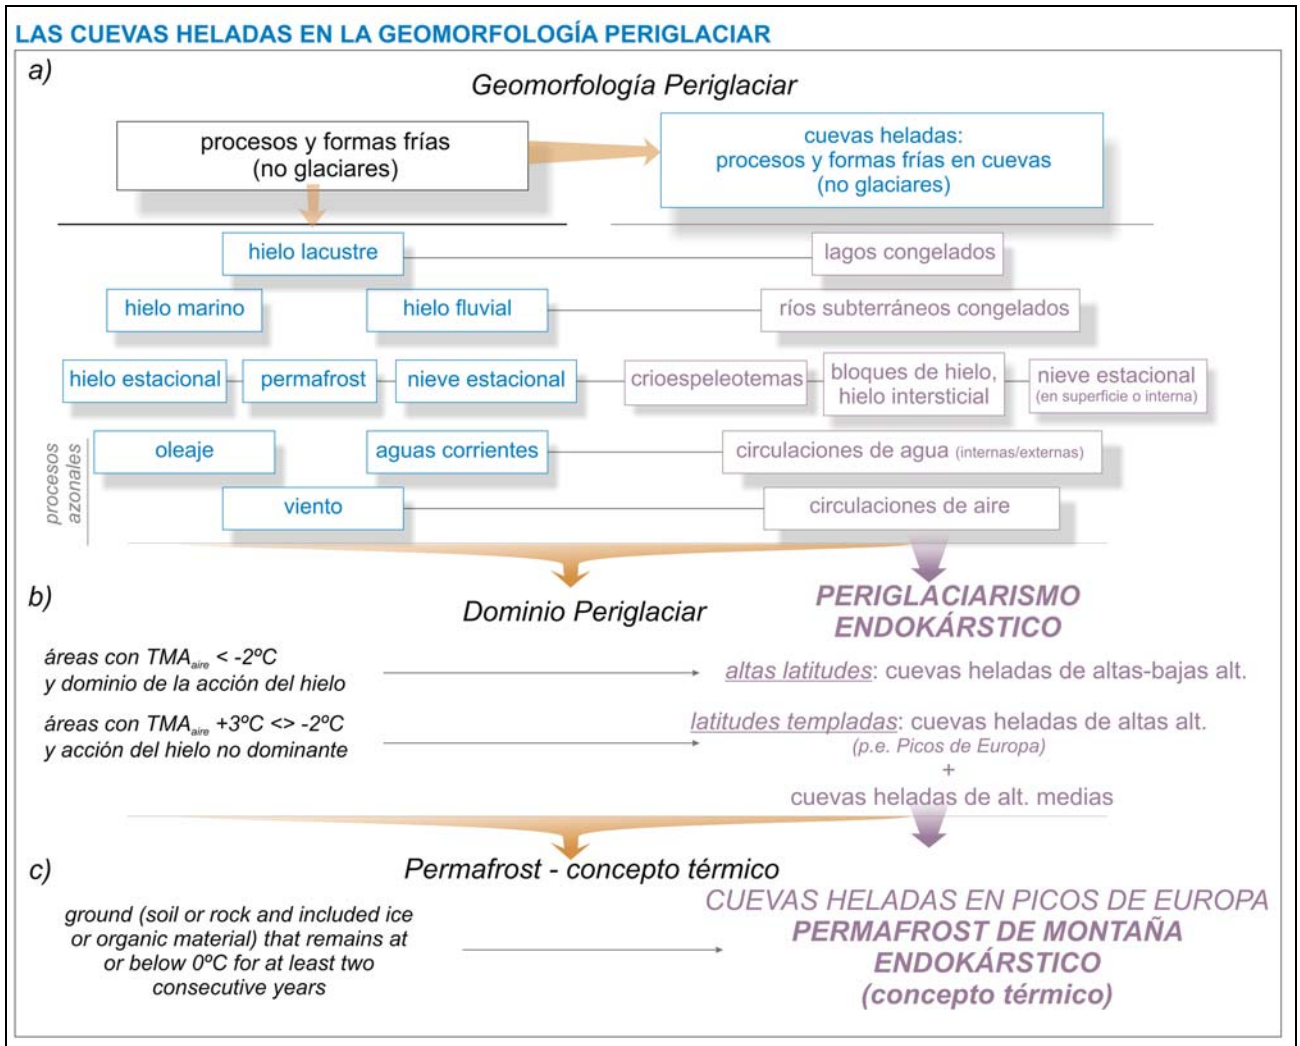 LAS CUEVAS HELADAS EN LA GEOMORFOLOGÍA PERIGLACIAR
a)
Geomorfología Periglaciar
procesos y formas frías
(no glaciares)
cuevas heladas:
procesos y formas frías en cuevas
(no glaciares)
hielo lacustre
lagos congelados
hielo marino
hielo fluvial
ríos subterráneos congelados
hielo estacional
permafrost
nieve estacional
crioespeleotemas
bloques de hielo,
hielo intersticial
nieve estacional
(en superficie o interna)
procesos
azonales
oleaje
aguas corrientes
circulaciones de agua (internas/externas)
viento
circulaciones de aire
b)
Dominio Periglaciar
PERIGLACIARISMO
ENDOKÁRSTICO
áreas con TMAaire < -2ºC
y dominio de la acción del hielo
altas latitudes: cuevas heladas de altas-bajas alt.
áreas con TMAaire +3ºC <> -2ºC
y acción del hielo no dominante
latitudes templadas: cuevas heladas de altas alt.
(p.e. Picos de Europa)
+
cuevas heladas de alt. medias
c)
Permafrost - concepto térmico
ground (soil or rock and included ice
or organic material) that remains at
or below 0ºC for at least two
consecutive years
CUEVAS HELADAS EN PICOS DE EUROPA
PERMAFROST DE MONTAÑA
ENDOKÁRSTICO
(concepto térmico)